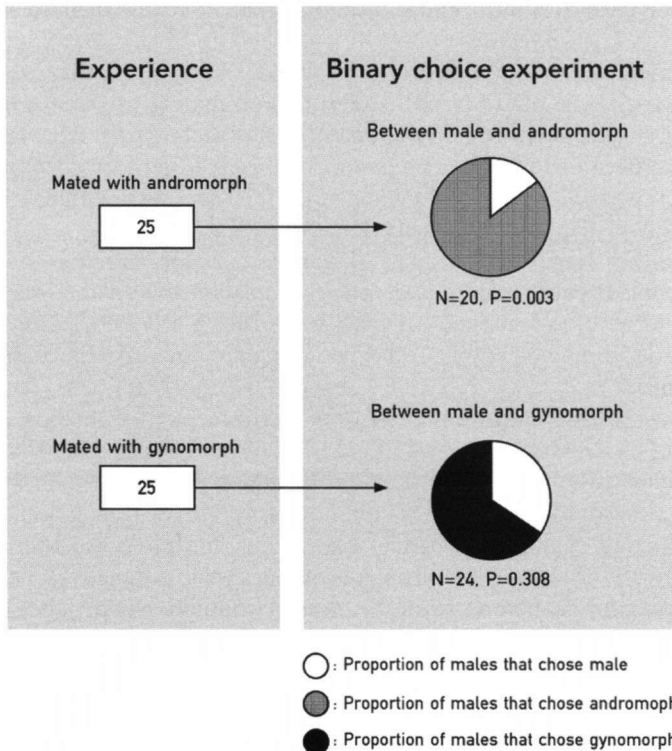 Experience
Binary choice experiment
Between male and andromorph
Mated with andromorph
25
N=20, P=0.003
Between male and gynomorph
Mated with gynomorph
25
N=24, P=0.308
: Proportion of males that chose male
: Proportion of males that chose andromorph
: Proportion of males that chose gynomorph